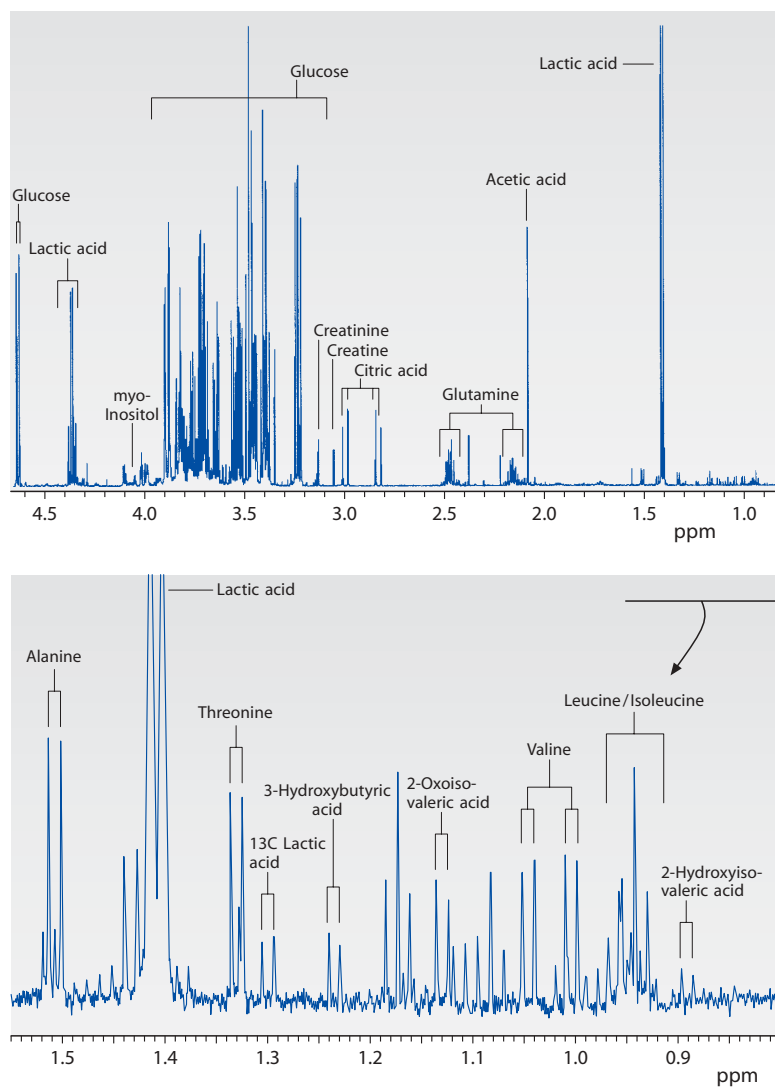 Glucose
Lactic acid
Acetic acid
Glucose
Lactic acid
Creatinine
Creatine
Citric acid
myo-
Inositol
Glutamine
4.5 4.0 3.5 3.0 2.5 2.0 1.5 1.0
ppm
Lactic acid
Alanine
Leucine/Isoleucine
Threonine
Valine
3-Hydroxybutyric
acid
2-Oxoiso-
valeric acid
13C Lactic
acid
2-Hydroxyiso-
valeric acid
1.5 1.4 1.3 1.2 1.1 1.0 0.9
ppm